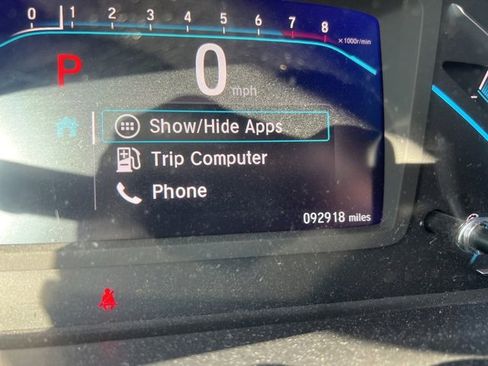 0 1 2 3 4 5 6 7 8
x1000r/min
P
0 mph
Show/Hide Apps
Trip Computer
Phone
092918 miles